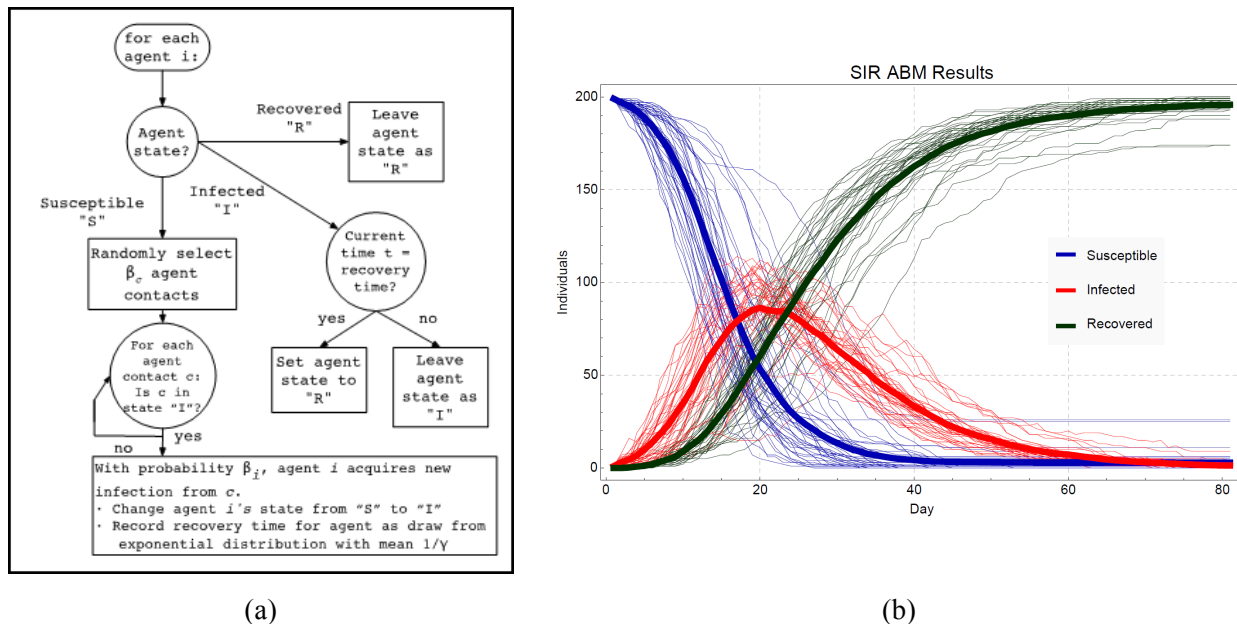 for each
agent i:
Agent
state?
Recovered
"R"
Leave
agent
state as
"R"
Infected
"I"
Susceptible
"S"
Current
time t =
recovery
time?
Randomly select
β_c agent
contacts
yes
no
For each
agent
contact c:
Is c in
state "I"?
Set agent
state to
"R"
Leave
agent
state as
"I"
no
yes
With probability β_i, agent i acquires new
infection from c.
· Change agent i's state from "S" to "I"
· Record recovery time for agent as draw from
exponential distribution with mean 1/γ
(a)
SIR ABM Results
Individuals
200
150
100
50
0
0 20 40 60 80
Day
Susceptible
Infected
Recovered
(b)